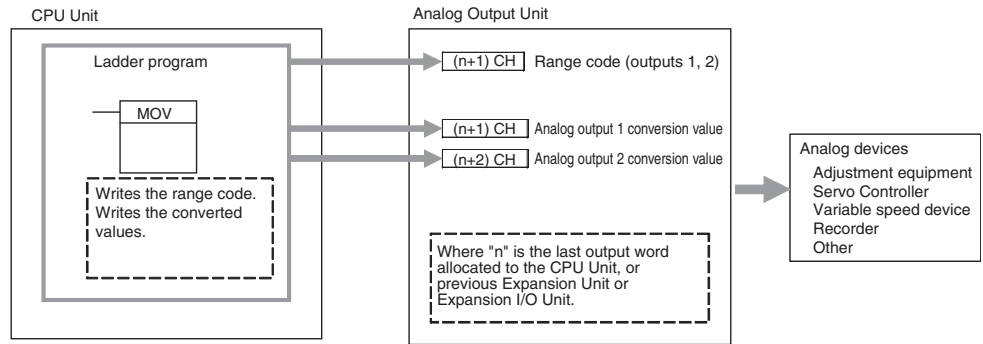 CPU Unit
Analog Output Unit
Ladder program
MOV
Writes the range code.
Writes the converted
values.
(n+1) CH Range code (outputs 1, 2)
(n+1) CH Analog output 1 conversion value
(n+2) CH Analog output 2 conversion value
Where "n" is the last output word
allocated to the CPU Unit, or
previous Expansion Unit or
Expansion I/O Unit.
Analog devices
Adjustment equipment
Servo Controller
Variable speed device
Recorder
Other